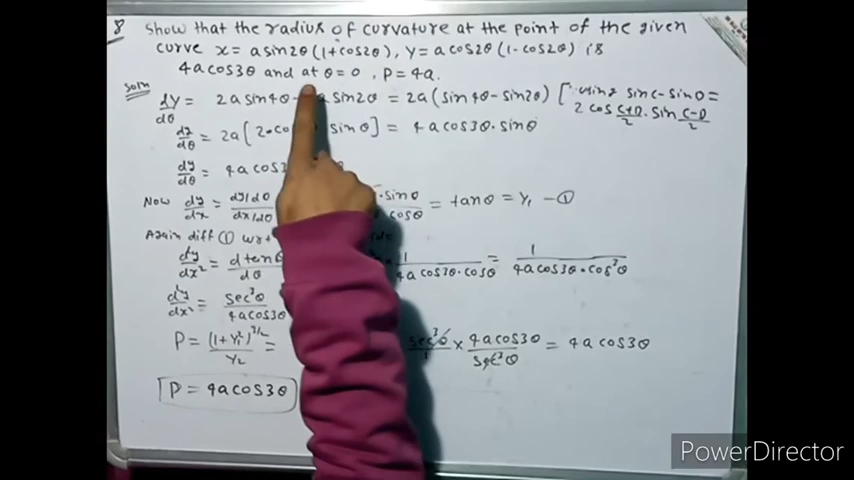 8 Show that the radius of curvature at the point of the given
curve x = a sin2θ (1+cos2θ), Y = a cos2θ (1-cos2θ) is
4a cos3θ and at θ = 0, P = 4a.
Soln
dy/dθ = 2a sin4θ - a sin2θ = 2a (sin4θ - sin2θ) [∵ using sinC - sinD =
2 cos (C+D)/2 . sin (C-D)/2
dy/dθ = 2a [2 · co sinθ] = 4a cos3θ · sinθ
dy/dθ = 4a cos3
Now dy/dx = (dy/dθ)/(dx/dθ) · sinθ / cosθ = tanθ = Y₁ — ①
Again diff ① wr
d²y/dx² = d tanθ / dθ · 1/(4a cos3θ · cosθ) = 1/(4a cos3θ · cos³θ)
d²y/dx² = sec³θ / 4a cos3θ
P = (1+Y₁²)^(3/2) / Y₂ = sec³θ/1 × 4a cos3θ / sec³θ = 4a cos3θ
P = 4a cos3θ
PowerDirector